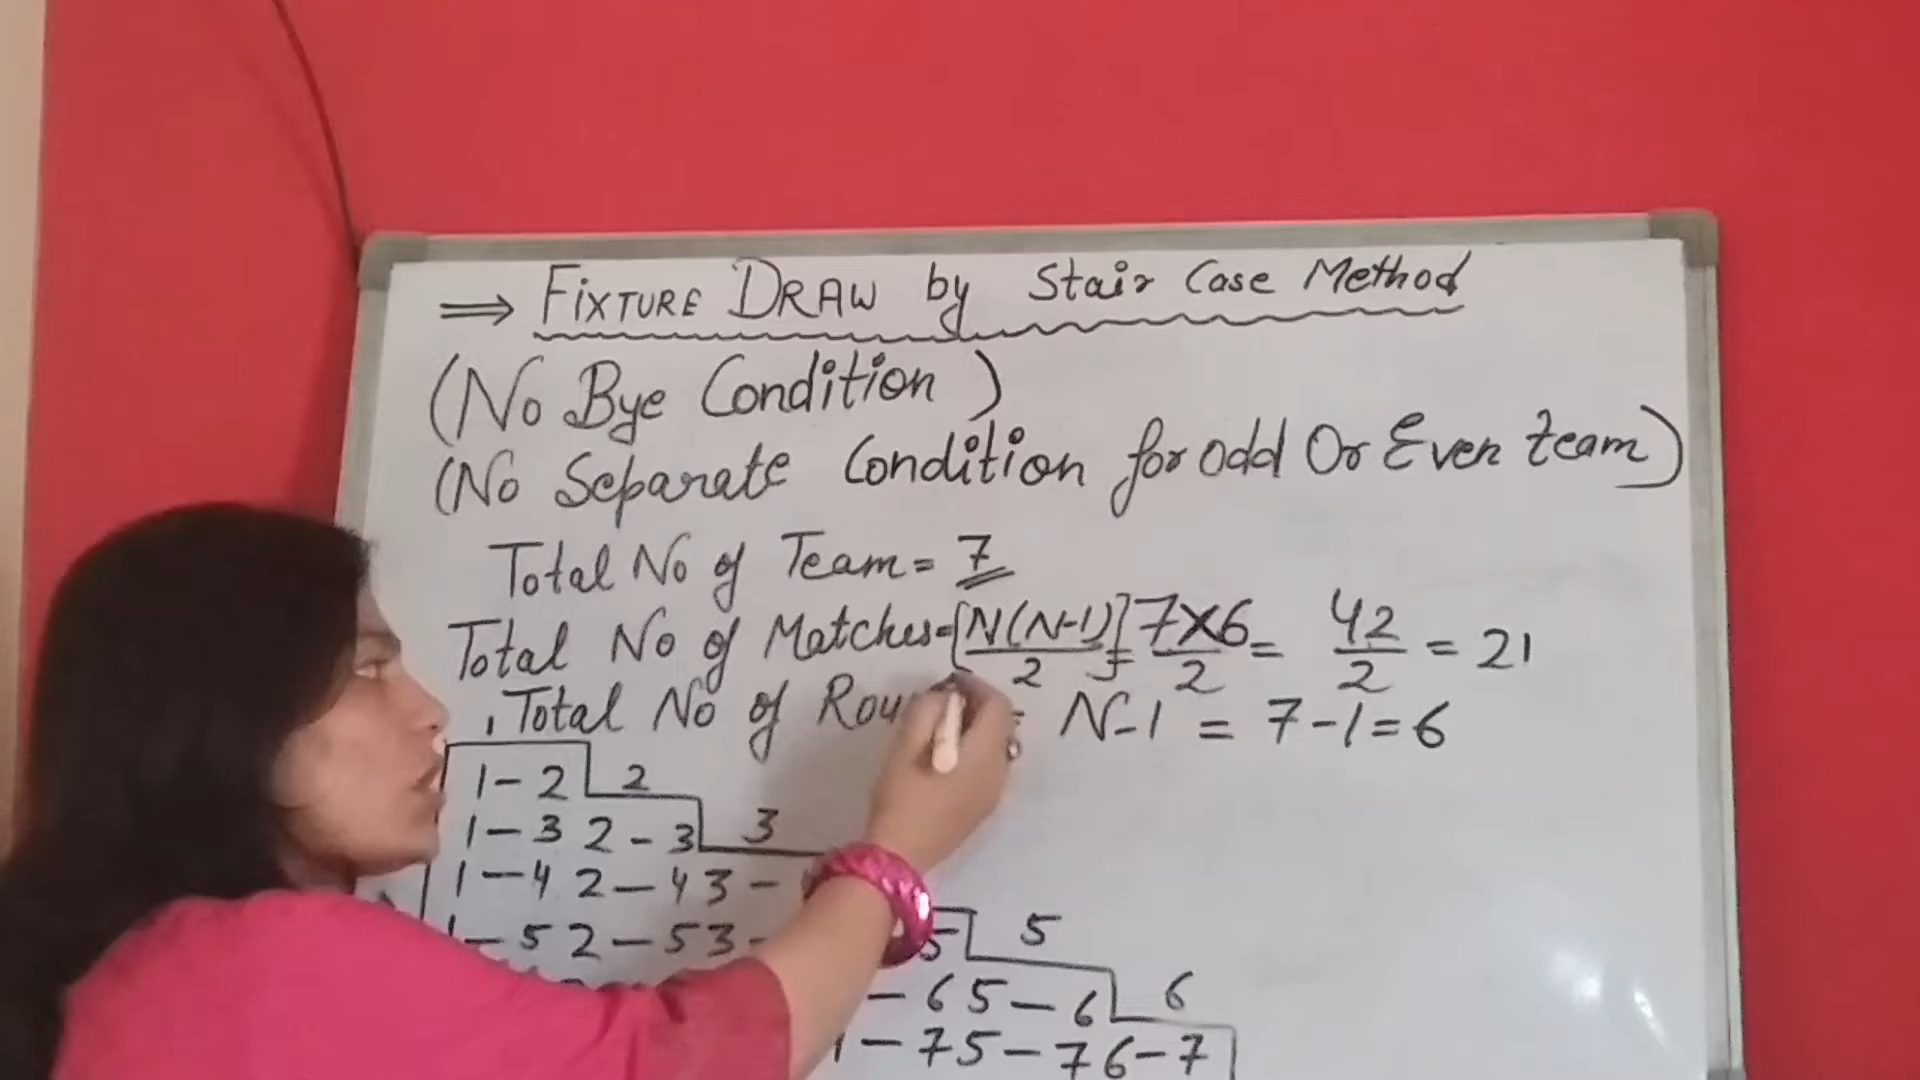 ⟹ FIXTURE DRAW by Stair Case Method
(No Bye Condition)
(No Separate Condition for odd Or Even team)
Total No of Team = 7
Total No of Matches = [N(N-1)/2] = 7×6/2 = 42/2 = 21
Total No of Rou = N-1 = 7-1 = 6
1-2 2
1-3 2-3 3
1-4 2-4 3-
1-5 2-5 3- 5 5
-6 5-6 6
-7 5-7 6-7